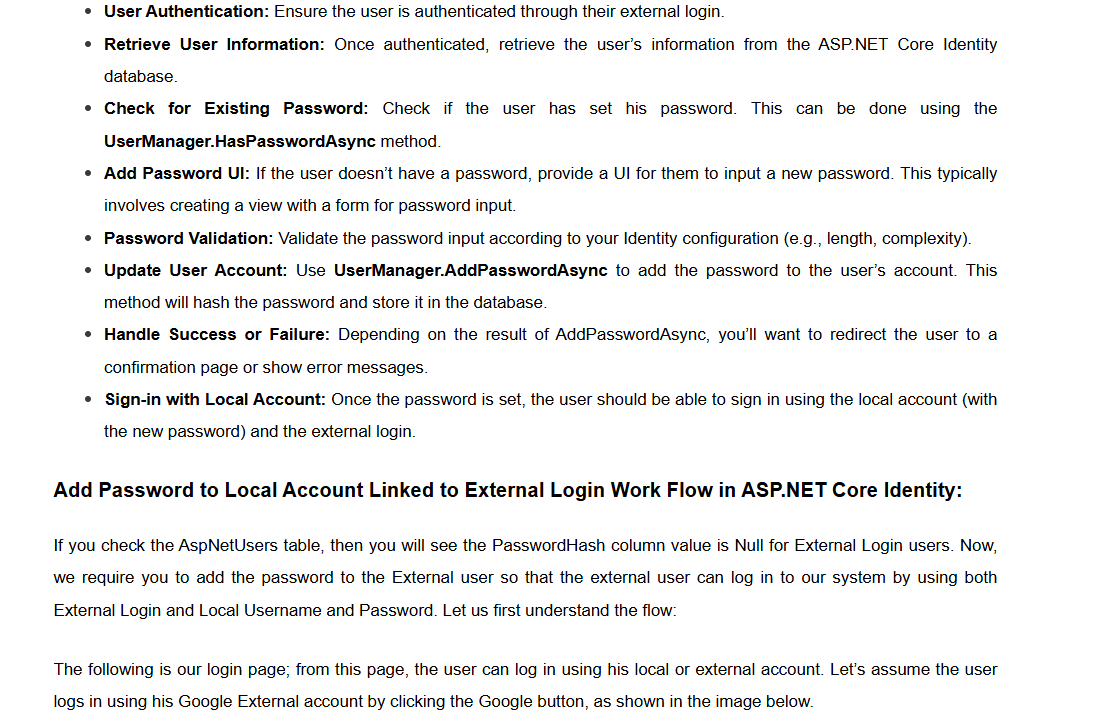 • User Authentication: Ensure the user is authenticated through their external login.
• Retrieve User Information: Once authenticated, retrieve the user’s information from the ASP.NET Core Identity
database.
• Check for Existing Password: Check if the user has set his password. This can be done using the
UserManager.HasPasswordAsync method.
• Add Password UI: If the user doesn’t have a password, provide a UI for them to input a new password. This typically
involves creating a view with a form for password input.
• Password Validation: Validate the password input according to your Identity configuration (e.g., length, complexity).
• Update User Account: Use UserManager.AddPasswordAsync to add the password to the user’s account. This
method will hash the password and store it in the database.
• Handle Success or Failure: Depending on the result of AddPasswordAsync, you’ll want to redirect the user to a
confirmation page or show error messages.
• Sign-in with Local Account: Once the password is set, the user should be able to sign in using the local account (with
the new password) and the external login.
Add Password to Local Account Linked to External Login Work Flow in ASP.NET Core Identity:
If you check the AspNetUsers table, then you will see the PasswordHash column value is Null for External Login users. Now,
we require you to add the password to the External user so that the external user can log in to our system by using both
External Login and Local Username and Password. Let us first understand the flow:
The following is our login page; from this page, the user can log in using his local or external account. Let’s assume the user
logs in using his Google External account by clicking the Google button, as shown in the image below.